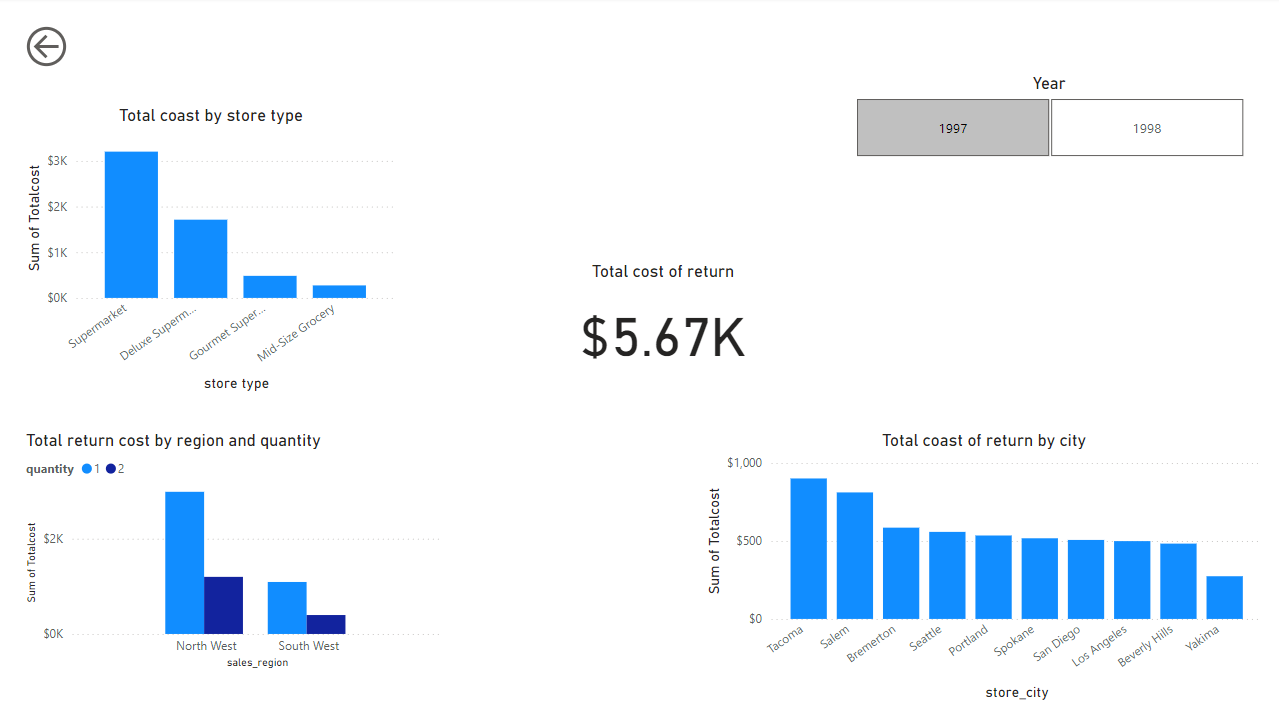 Year
1997
1998
Total coast by store type
Sum of Totalcost
$3K
$2K
$1K
$0K
Supermarket
Deluxe Superm...
Gourmet Super...
Mid-Size Grocery
store type
Total cost of return
$5.67K
Total return cost by region and quantity
quantity 1 2
Sum of Totalcost
$2K
$0K
North West
South West
sales_region
Total coast of return by city
Sum of Totalcost
$1,000
$500
$0
Tacoma
Salem
Bremerton
Seattle
Portland
Spokane
San Diego
Los Angeles
Beverly Hills
Yakima
store_city